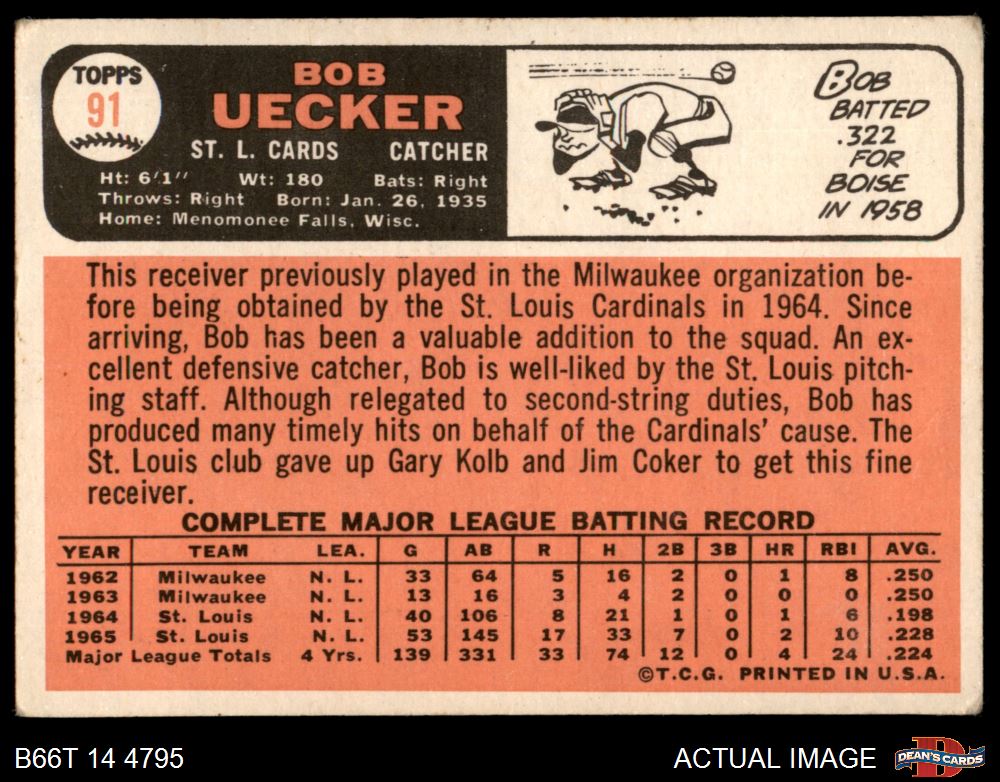 TOPPS
91
BOB
UECKER
ST. L. CARDS CATCHER
Ht: 6'1" Wt: 180 Bats: Right
Throws: Right Born: Jan. 26, 1935
Home: Menomonee Falls, Wisc.
BOB
BATTED
.322
FOR
BOISE
IN 1958
This receiver previously played in the Milwaukee organization be-
fore being obtained by the St. Louis Cardinals in 1964. Since
arriving, Bob has been a valuable addition to the squad. An ex-
cellent defensive catcher, Bob is well-liked by the St. Louis pitch-
ing staff. Although relegated to second-string duties, Bob has
produced many timely hits on behalf of the Cardinals' cause. The
St. Louis club gave up Gary Kolb and Jim Coker to get this fine
receiver.
COMPLETE MAJOR LEAGUE BATTING RECORD
YEAR TEAM LEA. G AB R H 2B 3B HR RBI AVG.
1962 Milwaukee N. L. 33 64 5 16 2 0 1 8 .250
1963 Milwaukee N. L. 13 16 3 4 2 0 0 0 .250
1964 St. Louis N. L. 40 106 8 21 1 0 1 6 .198
1965 St. Louis N. L. 53 145 17 33 7 0 2 10 .228
Major League Totals 4 Yrs. 139 331 33 74 12 0 4 24 .224
©T.C.G. PRINTED IN U.S.A.
B66T 14 4795
ACTUAL IMAGE
DEAN'S CARDS